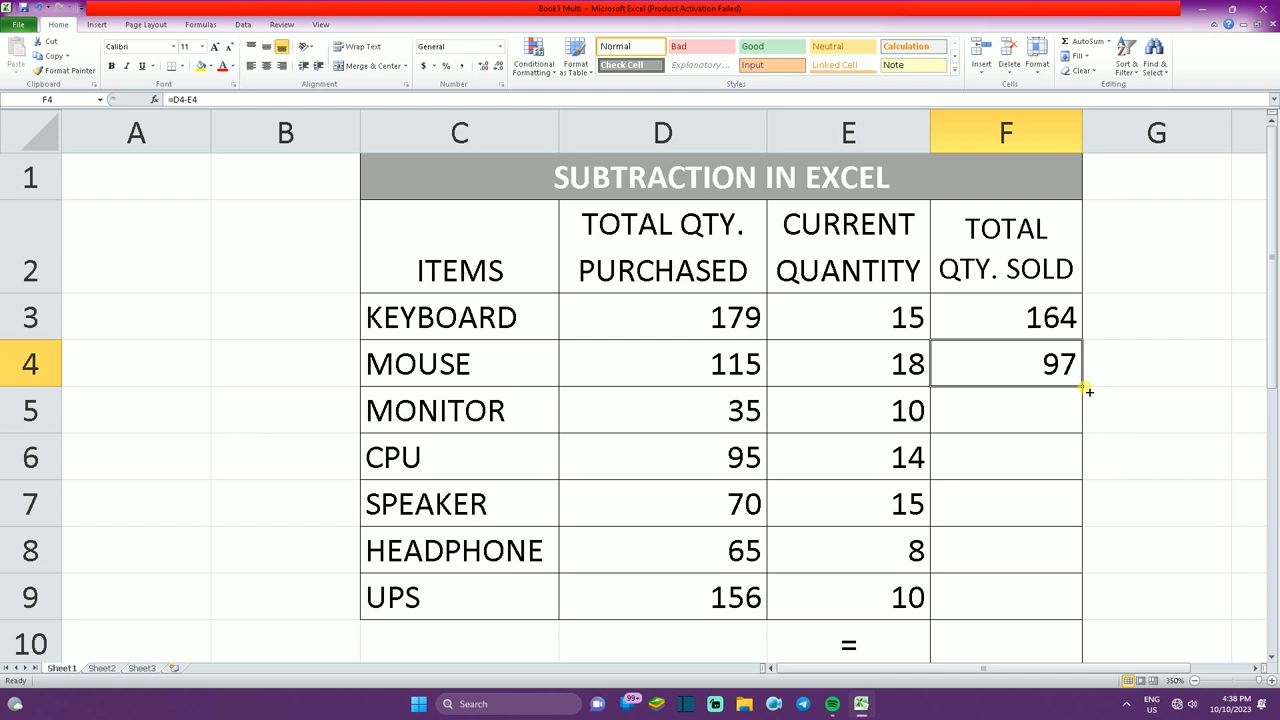 Book1 Multi - Microsoft Excel (Product Activation Failed)
File Home Insert Page Layout Formulas Data Review View
Cut
Copy
Format Painter
Paste
Clipboard
Calibri 11
B I U
Font
Wrap Text
Merge & Center
Alignment
General
$ % ,
Number
Conditional Formatting
Format as Table
Normal Bad Good Neutral Calculation
Check Cell Explanatory ... Input Linked Cell Note
Styles
Insert Delete Format
Cells
AutoSum
Fill
Clear
Sort & Filter
Find & Select
Editing
F4 fx =D4-E4
A B C D E F G
1 SUBTRACTION IN EXCEL
2 ITEMS TOTAL QTY. PURCHASED CURRENT QUANTITY TOTAL QTY. SOLD
3 KEYBOARD 179 15 164
4 MOUSE 115 18 97
5 MONITOR 35 10
6 CPU 95 14
7 SPEAKER 70 15
8 HEADPHONE 65 8
9 UPS 156 10
10 =
Sheet1 Sheet2 Sheet3
Ready 350%
Search
99+
ENG
US
4:38 PM
10/10/2023